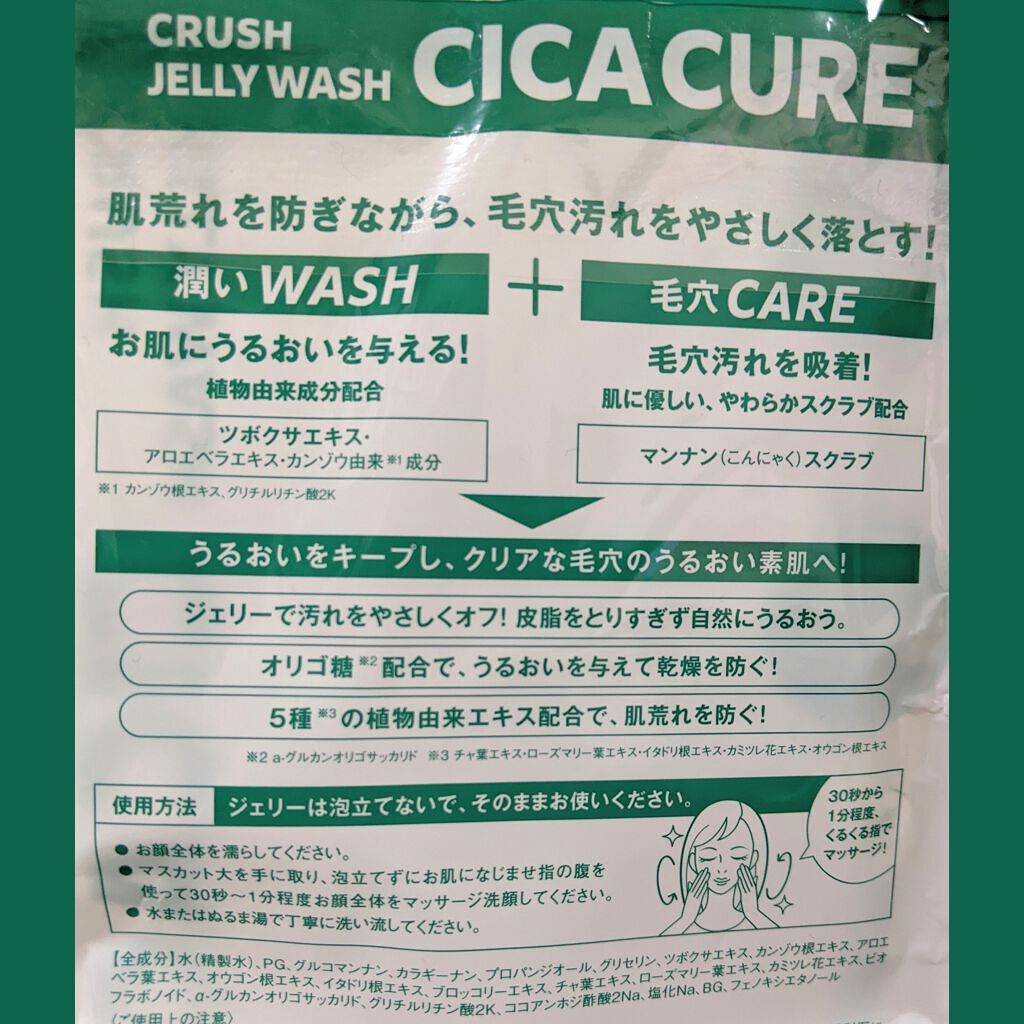 CRUSH
JELLY WASH
CICA CURE
肌荒れを防ぎながら、毛穴汚れをやさしく落とす!
潤いWASH
お肌にうるおいを与える!
植物由来成分配合
ツボクサエキス・
アロエベラエキス・カンゾウ由来※1成分
※1 カンゾウ根エキス、グリチルリチン酸2K
+
毛穴CARE
毛穴汚れを吸着!
肌に優しい、やわらかスクラブ配合
マンナン(こんにゃく)スクラブ
うるおいをキープし、クリアな毛穴のうるおい素肌へ!
ジェリーで汚れをやさしくオフ! 皮脂をとりすぎず自然にうるおう。
オリゴ糖※2配合で、うるおいを与えて乾燥を防ぐ!
5種※3の植物由来エキス配合で、肌荒れを防ぐ!
※2 a-グルカンオリゴサッカリド ※3 チャ葉エキス・ローズマリー葉エキス・イタドリ根エキス・カミツレ花エキス・オウゴン根エキス
使用方法 ジェリーは泡立てないで、そのままお使いください。
●お顔全体を濡らしてください。
●マスカット大を手に取り、泡立てずにお肌になじませ指の腹を
使って30秒〜1分程度お顔全体をマッサージ洗顔してください。
●水またはぬるま湯で丁寧に洗い流してください。
30秒から
1分程度、
くるくる指で
マッサージ!
【全成分】水(精製水)、PG、グルコマンナン、カラギーナン、プロパンジオール、グリセリン、ツボクサエキス、カンゾウ根エキス、アロエ
ベラ葉エキス、オウゴン根エキス、イタドリ根エキス、ブロッコリーエキス、チャ葉エキス、ローズマリー葉エキス、カミツレ花エキス、ビオ
フラボノイド、α-グルカンオリゴサッカリド、グリチルリチン酸2K、ココアンホジ酢酸2Na、塩化Na、BG、フェノキシエタノール
〈ご使用上の注意〉